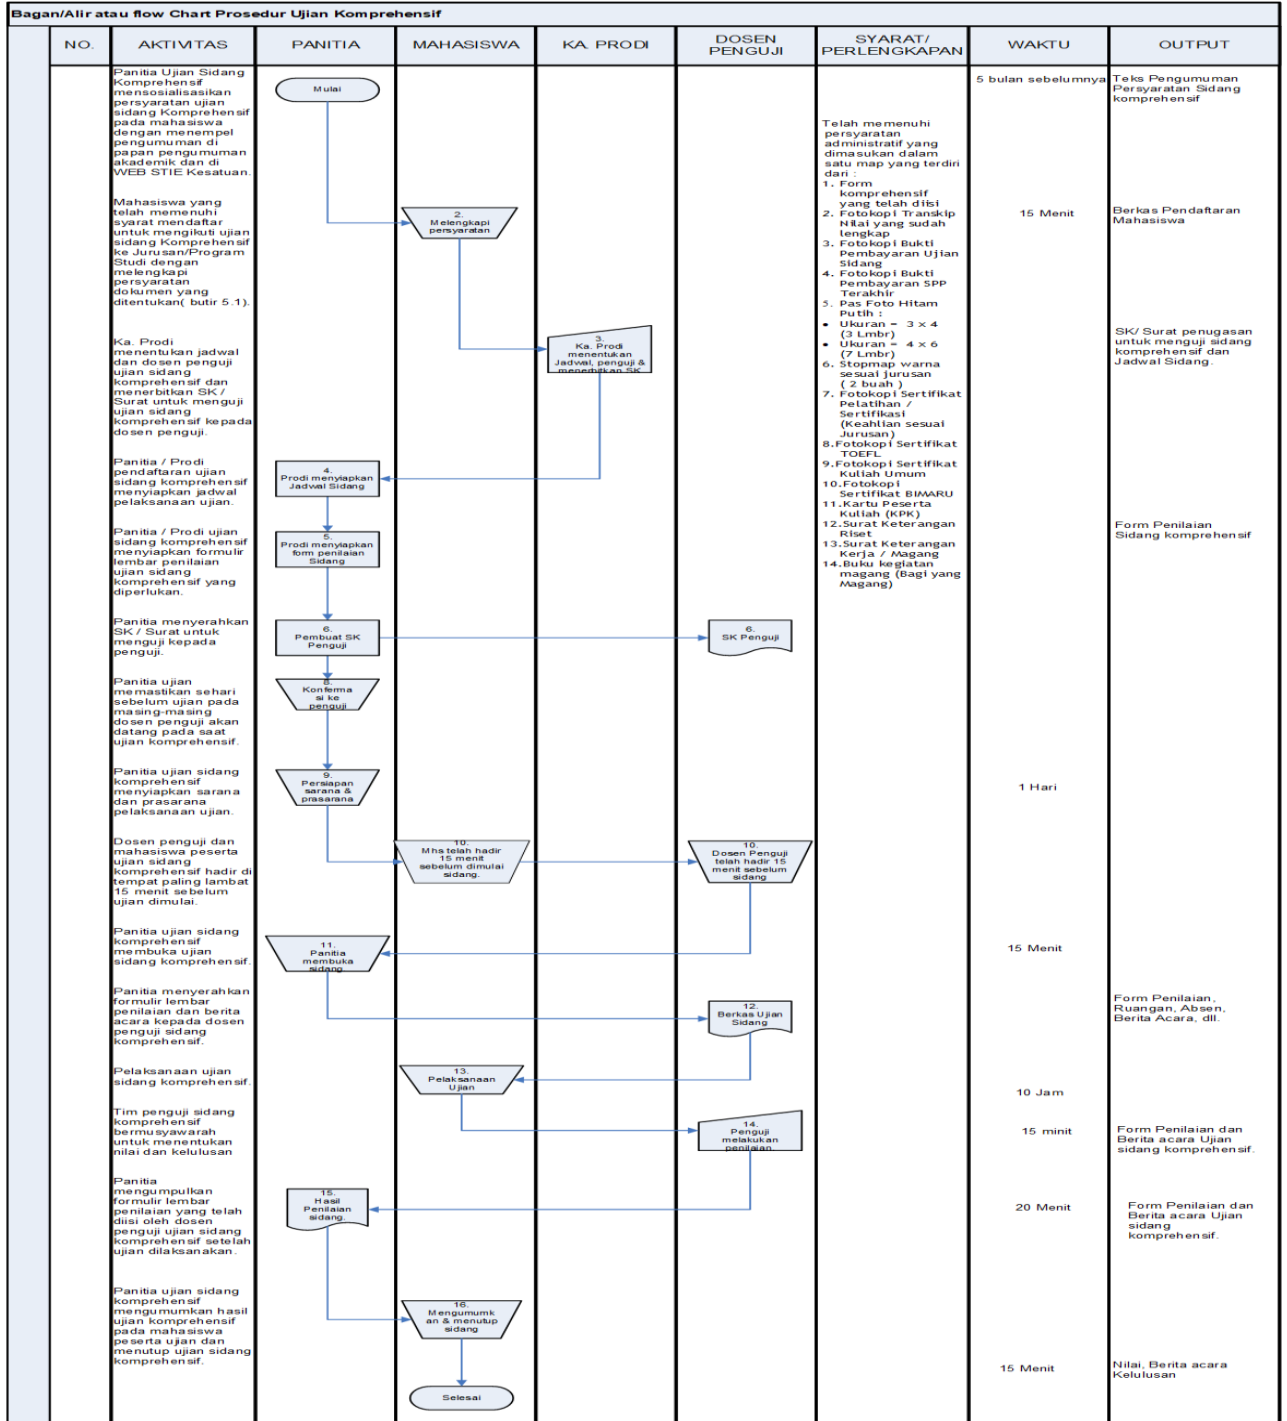 Bagan/Alir atau flow Chart Prosedur Ujian Komprehensif
NO.
AKTIVITAS
PANITIA
MAHASISWA
KA. PRODI
DOSEN
PENGUJI
SYARAT/
PERLENGKAPAN
WAKTU
OUTPUT
Panitia Ujian Sidang
Komprehensif
mensosialisasikan
persyaratan ujian
sidang Komprehensif
pada mahasiswa
dengan menempel
pengumuman di
papan pengumuman
akademik dan di
WEB STIE Kesatuan.
Mulai
5 bulan sebelumnya
Teks Pengumuman
Persyaratan Sidang
komprehensif
Telah memenuhi
persyaratan
administratif yang
dimasukan dalam
satu map yang terdiri
dari :
1. Form
komprehensif
yang telah diisi
2. Fotokopi Transkip
Nilai yang sudah
lengkap
3. Fotokopi Bukti
Pembayaran Ujian
Sidang
4. Fotokopi Bukti
Pembayaran SPP
Terakhir
5. Pas Foto Hitam
Putih :
• Ukuran = 3 x 4
(3 Lmbr)
• Ukuran = 4 x 6
(7 Lmbr)
6. Stopmap warna
sesuai jurusan
( 2 buah )
7. Fotokopi Sertifikat
Pelatihan /
Sertifikasi
(Keahlian sesuai
Jurusan)
8.Fotokopi Sertifikat
TOEFL
9.Fotokopi Sertifikat
Kuliah Umum
10.Fotokopi
Sertifikat BIMARU
11.Kartu Peserta
Kuliah (KPK)
12.Surat Keterangan
Riset
13.Surat Keterangan
Kerja / Magang
14.Buku kegiatan
magang (Bagi yang
Magang)
Mahasiswa yang
telah memenuhi
syarat mendaftar
untuk mengikuti ujian
sidang Komprehensif
ke Jurusan/Program
Studi dengan
melengkapi
persyaratan
dokumen yang
ditentukan( butir 5.1).
2.
Melengkapi
persyaratan
15 Menit
Berkas Pendaftaran
Mahasiswa
Ka. Prodi
menentukan jadwal
dan dosen penguji
ujian sidang
komprehensif dan
menerbitkan SK /
Surat untuk menguji
ujian sidang
komprehensif kepada
dosen penguji.
3.
Ka. Prodi
menentukan
Jadwal, penguji &
menerbitkan SK
SK/ Surat penugasan
untuk menguji sidang
komprehensif dan
Jadwal Sidang.
Panitia / Prodi
pendaftaran ujian
sidang komprehensif
menyiapkan jadwal
pelaksanaan ujian.
4.
Prodi menyiapkan
Jadwal Sidang
Panitia / Prodi ujian
sidang komprehensif
menyiapkan formulir
lembar penilaian
ujian sidang
komprehensif yang
diperlukan.
5.
Prodi menyiapkan
form penilaian
Sidang
Form Penilaian
Sidang komprehensif
Panitia menyerahkan
SK / Surat untuk
menguji kepada
penguji.
6.
Pembuat SK
Penguji
6.
SK Penguji
Panitia ujian
memastikan sehari
sebelum ujian pada
masing-masing
dosen penguji akan
datang pada saat
ujian komprehensif.
8.
Konferma
si ke
penguji
Panitia ujian sidang
komprehensif
menyiapkan sarana
dan prasarana
pelaksanaan ujian.
9.
Persiapan
sarana &
prasarana
1 Hari
Dosen penguji dan
mahasiswa peserta
ujian sidang
komprehensif hadir di
tempat paling lambat
15 menit sebelum
ujian dimulai.
10.
Mhs telah hadir
15 menit
sebelum dimulai
sidang.
10.
Dosen Penguji
telah hadir 15
menit sebelum
sidang
Panitia ujian sidang
komprehensif
membuka ujian
sidang komprehensif.
11.
Panitia
membuka
sidang.
15 Menit
Panitia menyerahkan
formulir lembar
penilaian dan berita
acara kepada dosen
penguji sidang
komprehensif.
12.
Berkas Ujian
Sidang
Form Penilaian,
Ruangan, Absen,
Berita Acara, dll.
Pelaksanaan ujian
sidang komprehensif.
13.
Pelaksanaan
Ujian
10 Jam
Tim penguji sidang
komprehensif
bermusyawarah
untuk menentukan
nilai dan kelulusan
14.
Penguji
melakukan
penilaian.
15 minit
Form Penilaian dan
Berita acara Ujian
sidang komprehensif.
Panitia
mengumpulkan
formulir lembar
penilaian yang telah
diisi oleh dosen
penguji ujian sidang
komprehensif setelah
ujian dilaksanakan.
15.
Hasil
Penilaian
sidang.
20 Menit
Form Penilaian dan
Berita acara Ujian
sidang
komprehensif.
Panitia ujian sidang
komprehensif
mengumumkan hasil
ujian komprehensif
pada mahasiswa
peserta ujian dan
menutup ujian sidang
komprehensif.
16.
Mengumumk
an & menutup
sidang
15 Menit
Nilai, Berita acara
Kelulusan
Selesai